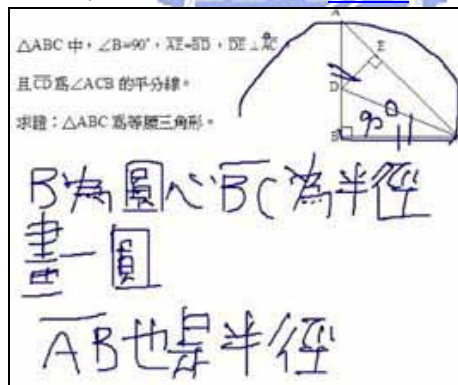 △ABC 中,∠B=90°,AE=BD,DE⊥AC,
且CD為∠ACB 的平分線。
求證:△ABC 為等腰三角形。
A
E
D
B
90°
B為圓心BC為半徑
畫一圓
AB也是半徑